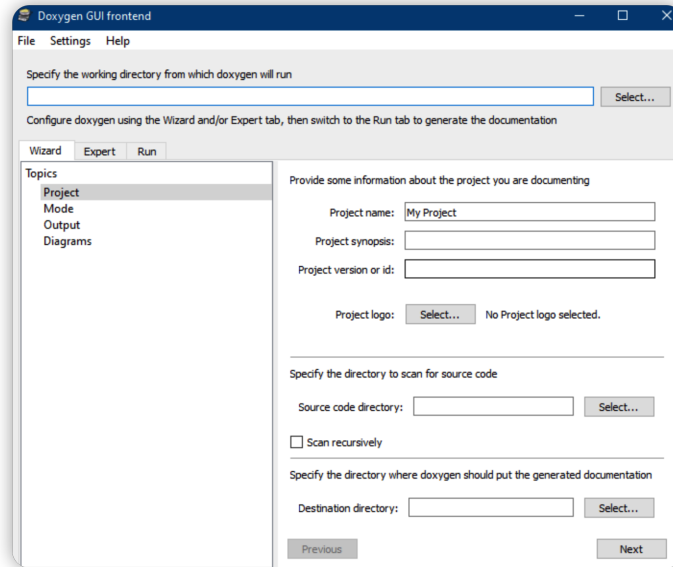 Doxygen GUI frontend
File Settings Help
Specify the working directory from which doxygen will run
Select...
Configure doxygen using the Wizard and/or Expert tab, then switch to the Run tab to generate the documentation
Wizard Expert Run
Topics
Project
Mode
Output
Diagrams
Provide some information about the project you are documenting
Project name: My Project
Project synopsis:
Project version or id:
Project logo: Select... No Project logo selected.
Specify the directory to scan for source code
Source code directory: Select...
Scan recursively
Specify the directory where doxygen should put the generated documentation
Destination directory: Select...
Previous Next